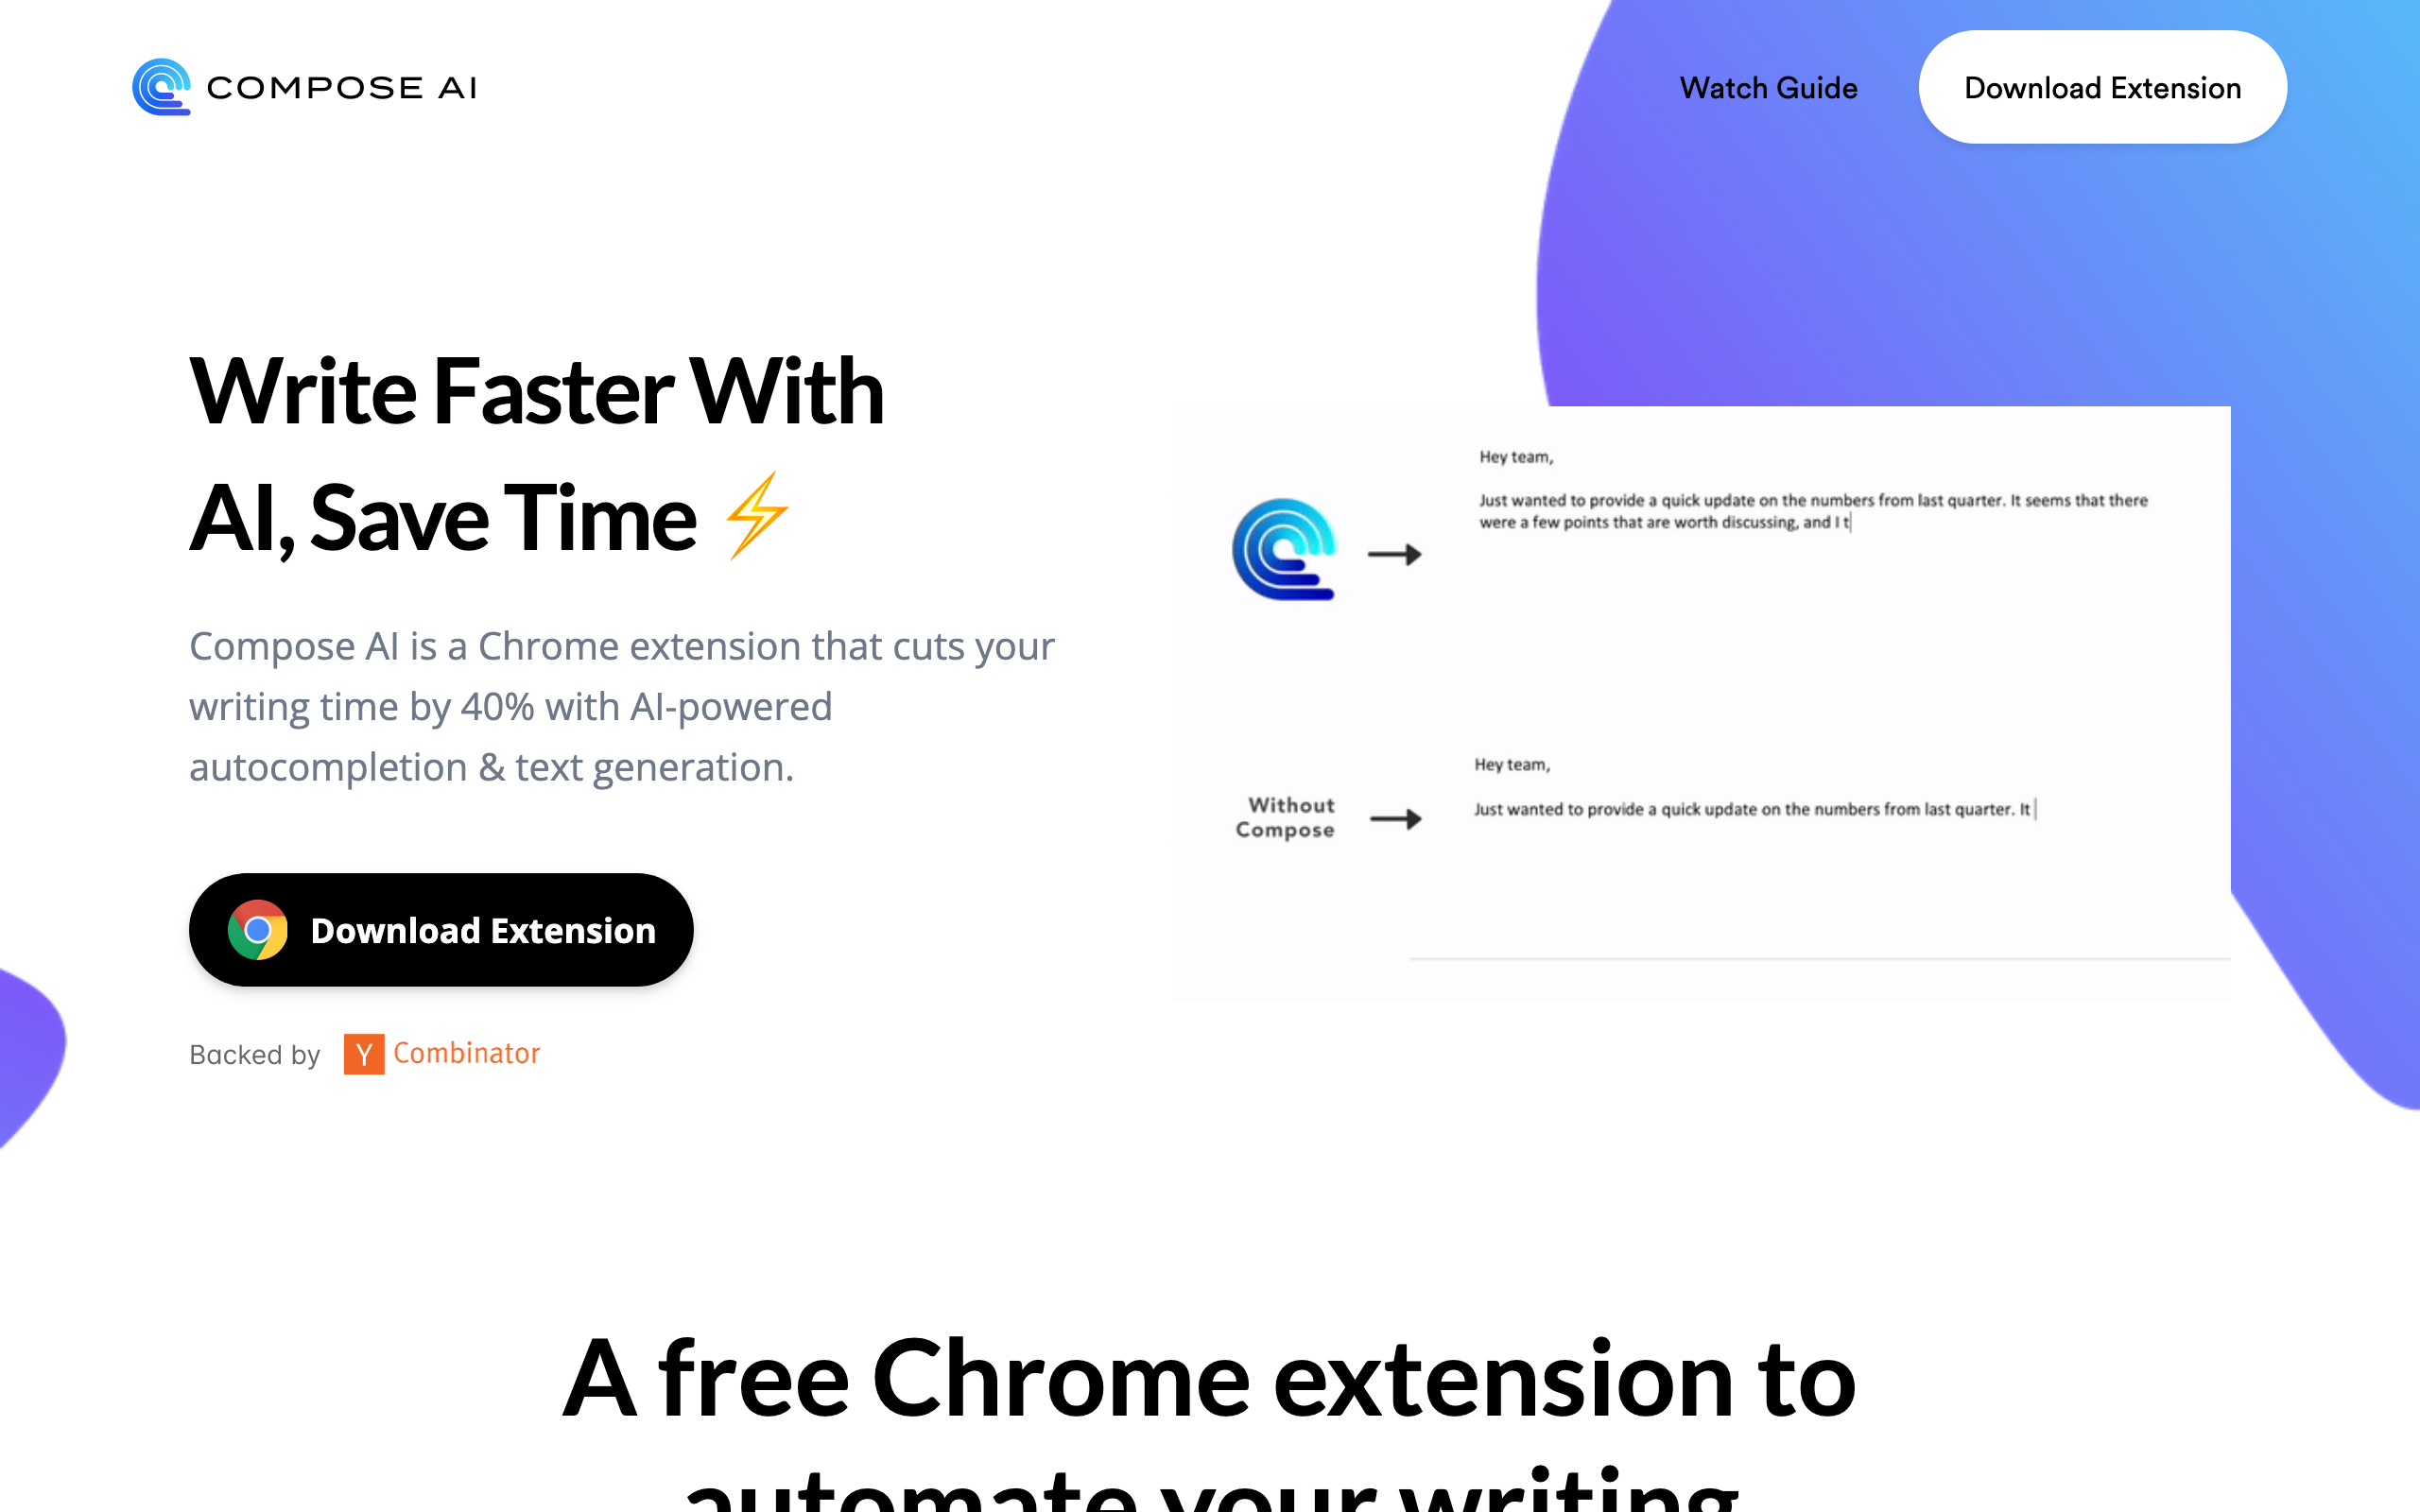 COMPOSE AI
Watch Guide
Download Extension
Write Faster With
AI, Save Time ⚡
Compose AI is a Chrome extension that cuts your
writing time by 40% with AI-powered
autocompletion & text generation.
Download Extension
Backed by Y Combinator
Hey team,
Just wanted to provide a quick update on the numbers from last quarter. It seems that there
were a few points that are worth discussing, and I t
Without
Compose
Hey team,
Just wanted to provide a quick update on the numbers from last quarter. It
A free Chrome extension to
automate your writing